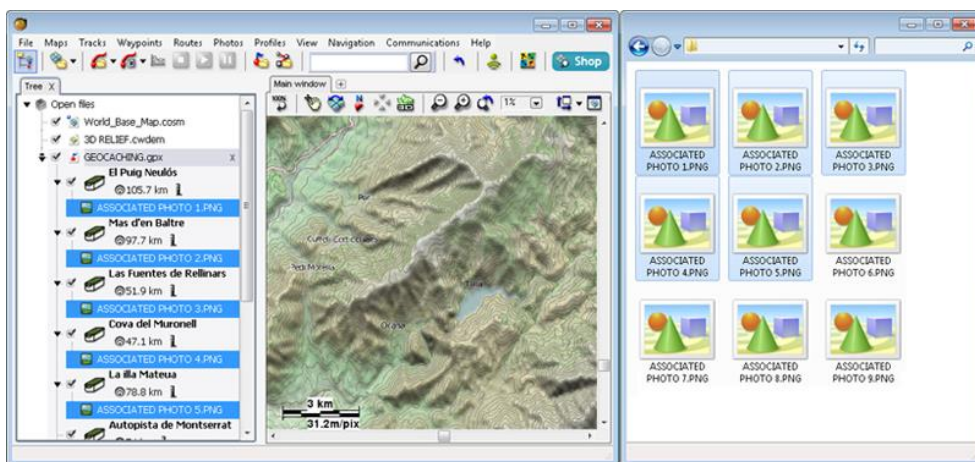 File Maps Tracks Waypoints Routes Photos Profiles View Navigation Communications Help
Shop
Tree X
Main window
100%
1%
Open files
World_Base_Map.cosm
3D RELIEF.cwdem
GEOCACHING.gpx X
El Puig Neulós
105.7 km
ASSOCIATED PHOTO 1.PNG
Mas d'en Baltre
97.7 km
ASSOCIATED PHOTO 2.PNG
Las Fuentes de Rellinars
51.9 km
ASSOCIATED PHOTO 3.PNG
Cova del Muronell
47.1 km
ASSOCIATED PHOTO 4.PNG
La illa Mateua
78.8 km
ASSOCIATED PHOTO 5.PNG
Autopista de Montserrat
3 km
31.2m/pix
ASSOCIATED PHOTO 1.PNG
ASSOCIATED PHOTO 2.PNG
ASSOCIATED PHOTO 3.PNG
ASSOCIATED PHOTO 4.PNG
ASSOCIATED PHOTO 5.PNG
ASSOCIATED PHOTO 6.PNG
ASSOCIATED PHOTO 7.PNG
ASSOCIATED PHOTO 8.PNG
ASSOCIATED PHOTO 9.PNG